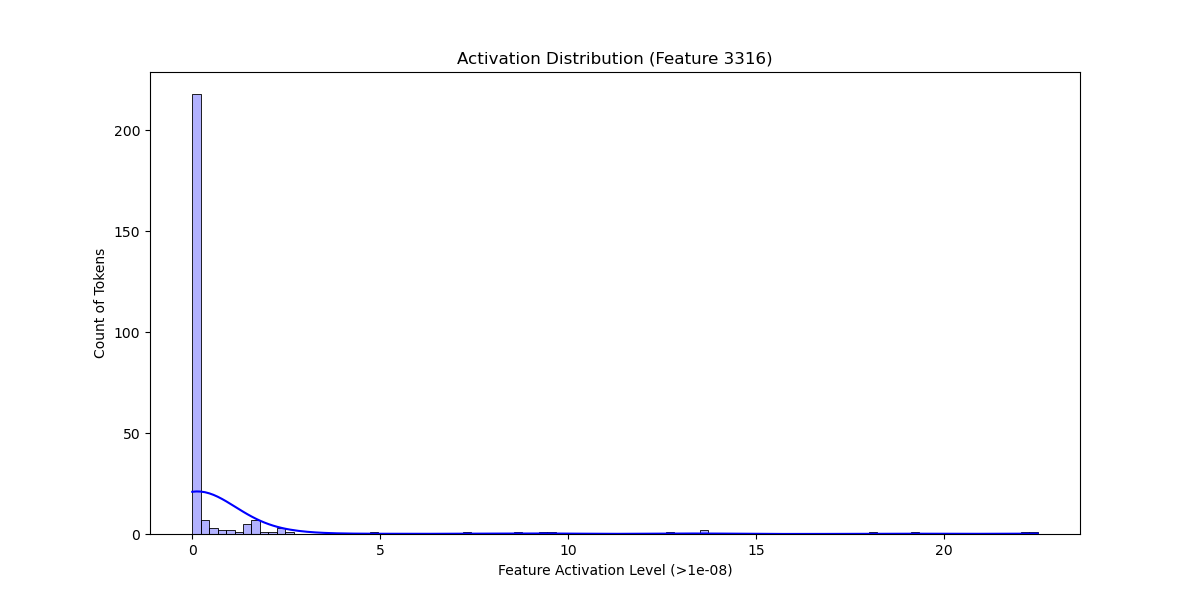 Activation Distribution (Feature 3316)
200
150
100
50
0
Count of Tokens
0 5 10 15 20
Feature Activation Level (>1e-08)